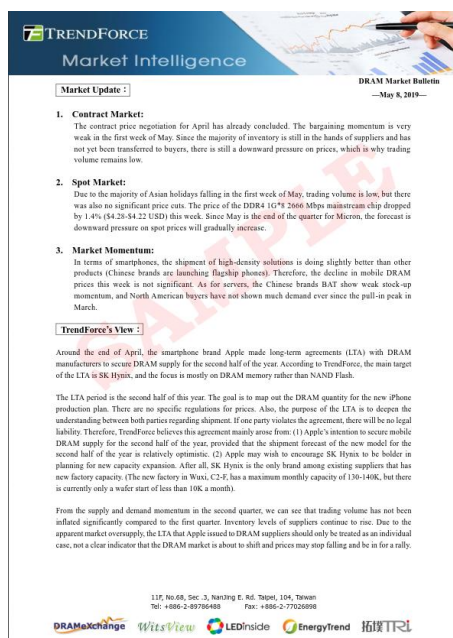 TRENDFORCE
Market Intelligence
DRAM Market Bulletin
—May 8, 2019—
Market Update：
1. Contract Market:
The contract price negotiation for April has already concluded. The bargaining momentum is very
weak in the first week of May. Since the majority of inventory is still in the hands of suppliers and has
not yet been transferred to buyers, there is still a downward pressure on prices, which is why trading
volume remains low.
2. Spot Market:
Due to the majority of Asian holidays falling in the first week of May, trading volume is low, but there
was also no significant price cuts. The price of the DDR4 1G*8 2666 Mbps mainstream chip dropped
by 1.4% ($4.28-$4.22 USD) this week. Since May is the end of the quarter for Micron, the forecast is
downward pressure on spot prices will gradually increase.
3. Market Momentum:
In terms of smartphones, the shipment of high-density solutions is doing slightly better than other
products (Chinese brands are launching flagship phones). Therefore, the decline in mobile DRAM
prices this week is not significant. As for servers, the Chinese brands BAT show weak stock-up
momentum, and North American buyers have not shown much demand ever since the pull-in peak in
March.
TrendForce's View：
Around the end of April, the smartphone brand Apple made long-term agreements (LTA) with DRAM
manufacturers to secure DRAM supply for the second half of the year. According to TrendForce, the main target
of the LTA is SK Hynix, and the focus is mostly on DRAM memory rather than NAND Flash.
The LTA period is the second half of this year. The goal is to map out the DRAM quantity for the new iPhone
production plan. There are no specific regulations for prices. Also, the purpose of the LTA is to deepen the
understanding between both parties regarding shipment. If one party violates the agreement, there will be no legal
liability. Therefore, TrendForce believes this agreement mainly arose from: (1) Apple's intention to secure mobile
DRAM supply for the second half of the year, provided that the shipment forecast of the new model for the
second half of the year is relatively optimistic. (2) Apple may wish to encourage SK Hynix to be bolder in
planning for new capacity expansion. After all, SK Hynix is the only brand among existing suppliers that has
new factory capacity. (The new factory in Wuxi, C2-F, has a maximum monthly capacity of 130-140K, but there
is currently only a wafer start of less than 10K a month).
From the supply and demand momentum in the second quarter, we can see that trading volume has not been
inflated significantly compared to the first quarter. Inventory levels of suppliers continue to rise. Due to the
apparent market oversupply, the LTA that Apple issued to DRAM suppliers should only be treated as an individual
case, not a clear indicator that the DRAM market is about to shift and prices may stop falling and be in for a rally.
SAMPLE
11F, No.68, Sec .3, NanJing E. Rd. Taipei, 104, Taiwan
Tel: +886-2-89786488 Fax: +886-2-77026898
DRAMeXchange WitsView LEDinside EnergyTrend 拓墣TRi